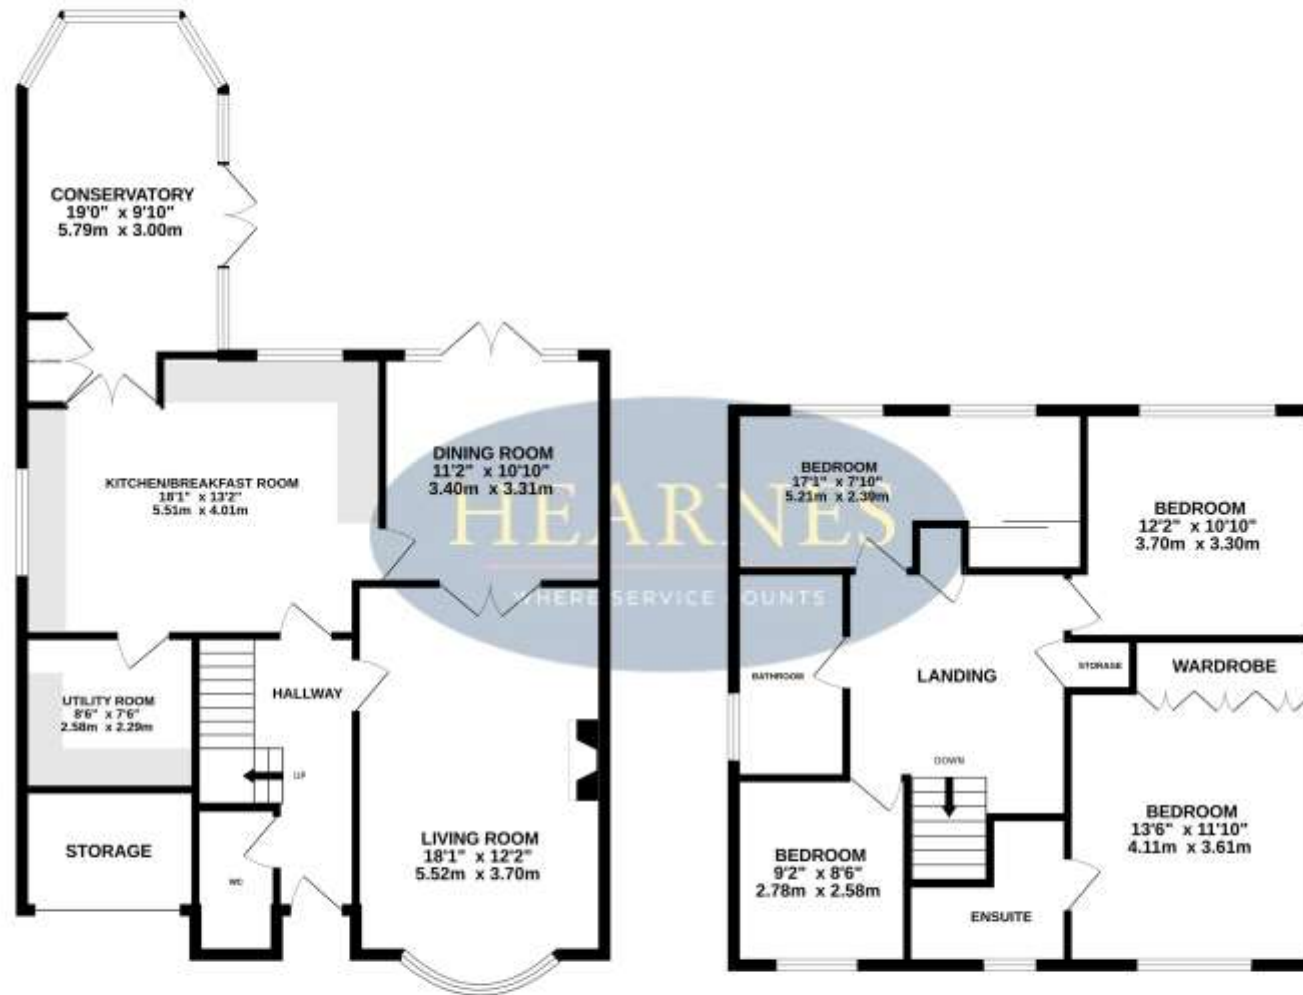 CONSERVATORY
19'0" x 9'10"
5.79m x 3.00m
KITCHEN/BREAKFAST ROOM
18'1" x 13'2"
5.51m x 4.01m
DINING ROOM
11'2" x 10'10"
3.40m x 3.31m
UTILITY ROOM
8'6" x 7'6"
2.58m x 2.29m
HALLWAY
UP
STORAGE
WC
LIVING ROOM
18'1" x 12'2"
5.52m x 3.70m
HEARNES
WHERE SERVICE COUNTS
BEDROOM
17'1" x 7'10"
5.21m x 2.39m
BEDROOM
12'2" x 10'10"
3.70m x 3.30m
BATHROOM
LANDING
STORAGE
WARDROBE
DOWN
BEDROOM
13'6" x 11'10"
4.11m x 3.61m
BEDROOM
9'2" x 8'6"
2.78m x 2.58m
ENSUITE